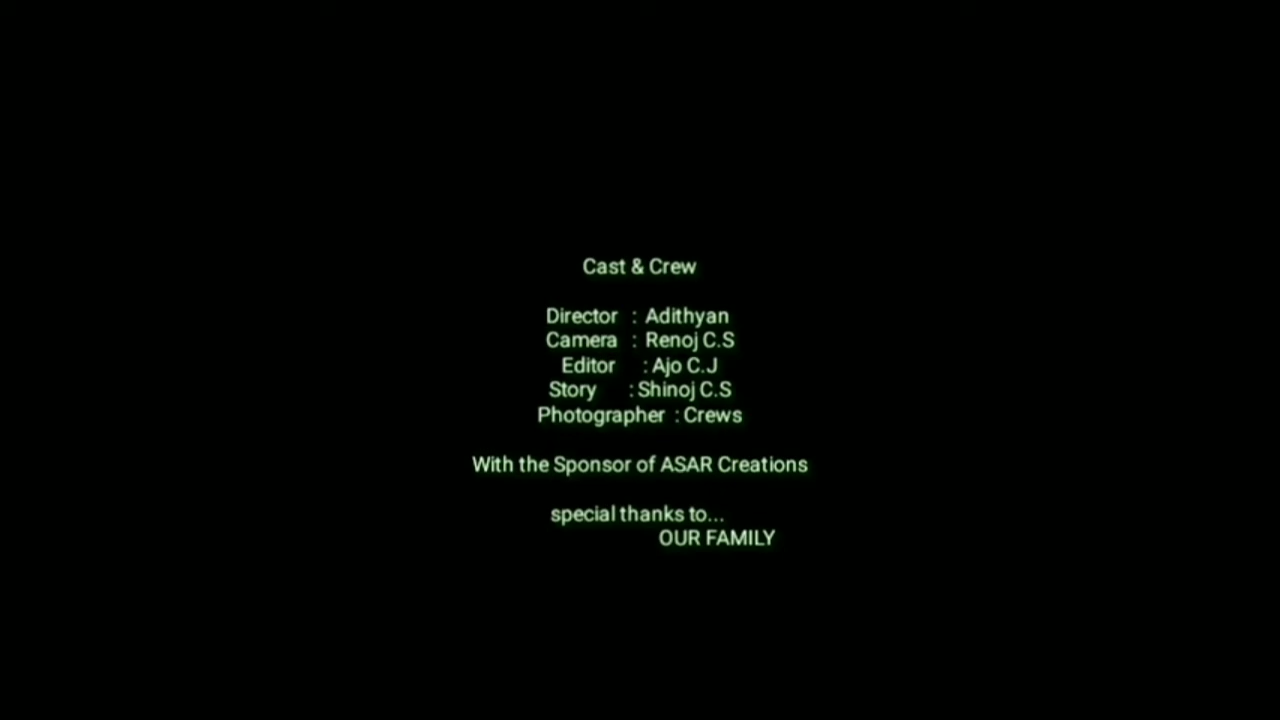 Cast & Crew
Director : Adithyan
Camera : Renoj C.S
Editor : Ajo C.J
Story : Shinoj C.S
Photographer : Crews
With the Sponsor of ASAR Creations
special thanks to...
OUR FAMILY